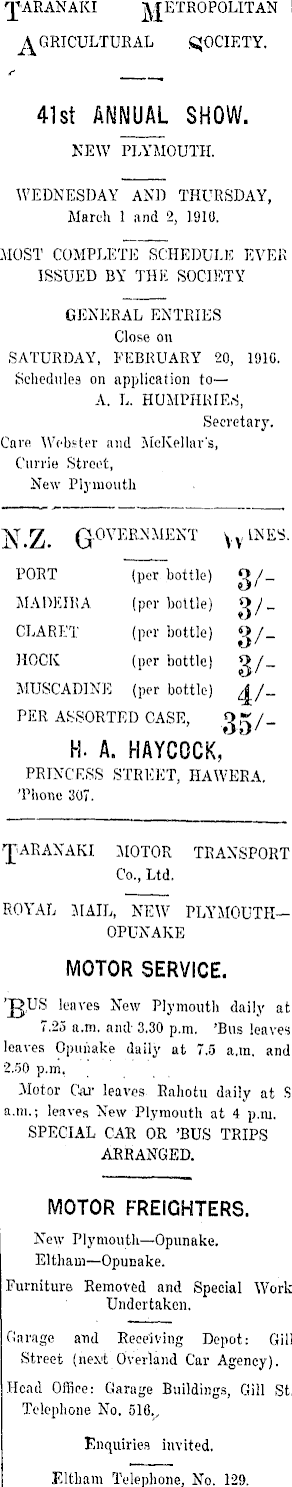 TARANAKI METROPOLITAN
AGRICULTURAL SOCIETY.
41st ANNUAL SHOW.
NEW PLYMOUTH.
WEDNESDAY AND THURSDAY,
March 1 and 2, 1916.
MOST COMPLETE SCHEDULE EVER
ISSUED BY THE SOCIETY
GENERAL ENTRIES
Close on
SATURDAY, FEBRUARY 20, 1916.
Schedules on application to—
A. L. HUMPHRIES,
Secretary.
Care Webster and McKellar's,
Currie Street,
New Plymouth
N.Z. GOVERNMENT WINES.
PORT (per bottle) 3/-
MADEIRA (per bottle) 3/-
CLARET (per bottle) 3/-
HOCK (per bottle) 3/-
MUSCADINE (per bottle) 4/-
PER ASSORTED CASE, 35/-
H. A. HAYCOCK,
PRINCESS STREET, HAWERA.
'Phone 307.
TARANAKI MOTOR TRANSPORT
Co., Ltd.
ROYAL MAIL, NEW PLYMOUTH—
OPUNAKE
MOTOR SERVICE.
'BUS leaves New Plymouth daily at
7.25 a.m. and 3.30 p.m. 'Bus leaves
leaves Opunake daily at 7.5 a.m. and
2.50 p.m.
Motor Car leaves Rahotu daily at 8
a.m.; leaves New Plymouth at 4 p.m.
SPECIAL CAR OR 'BUS TRIPS
ARRANGED.
MOTOR FREIGHTERS.
New Plymouth—Opunake.
Eltham—Opunake.
Furniture Removed and Special Work
Undertaken.
Garage and Receiving Depot: Gill
Street (next Overland Car Agency).
Head Office: Garage Buildings, Gill St.
Telephone No. 516.
Enquiries invited.
Eltham Telephone, No. 129.